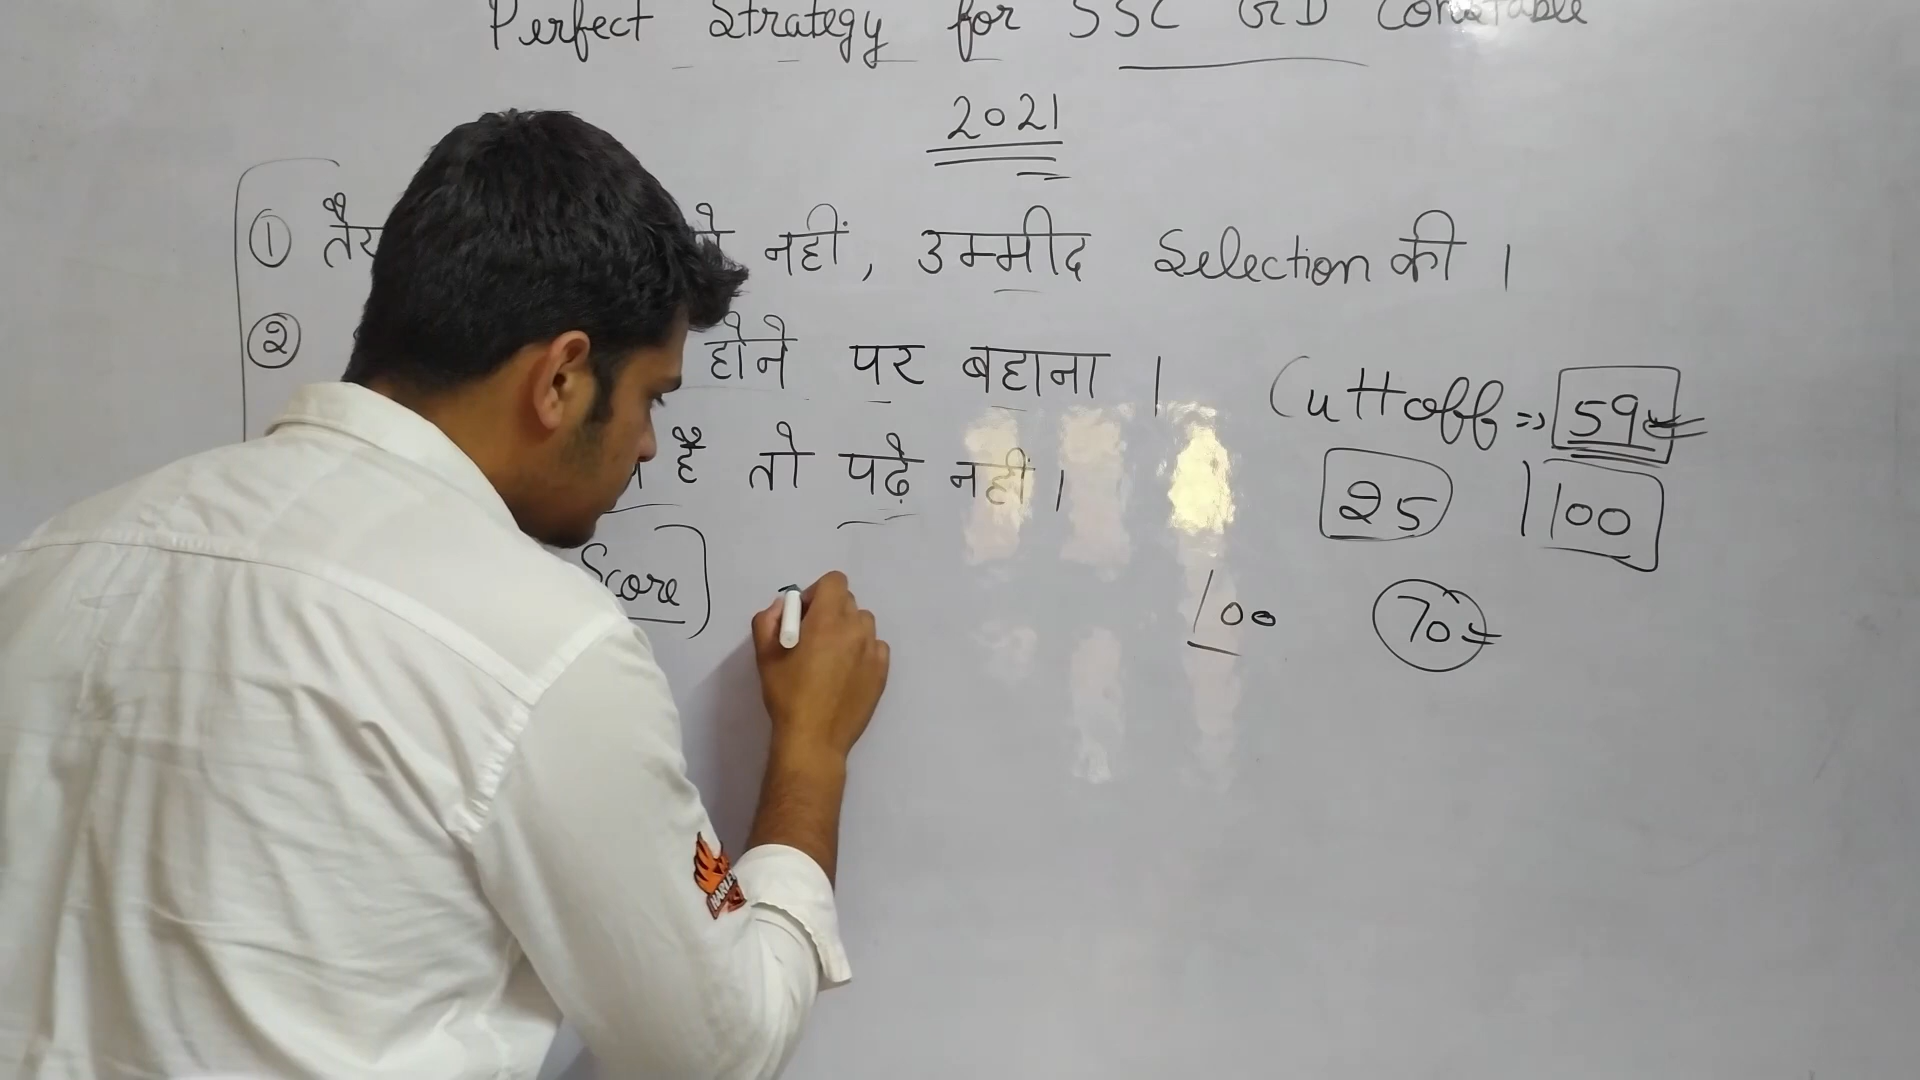 Perfect Strategy for SSC GD Constable
2021
① नहीं, उम्मीद Selection की ।
② होने पर बहाना ।
Cuttoff => 59
है तो पढ़े नहीं ।
25 100
Score
100 70